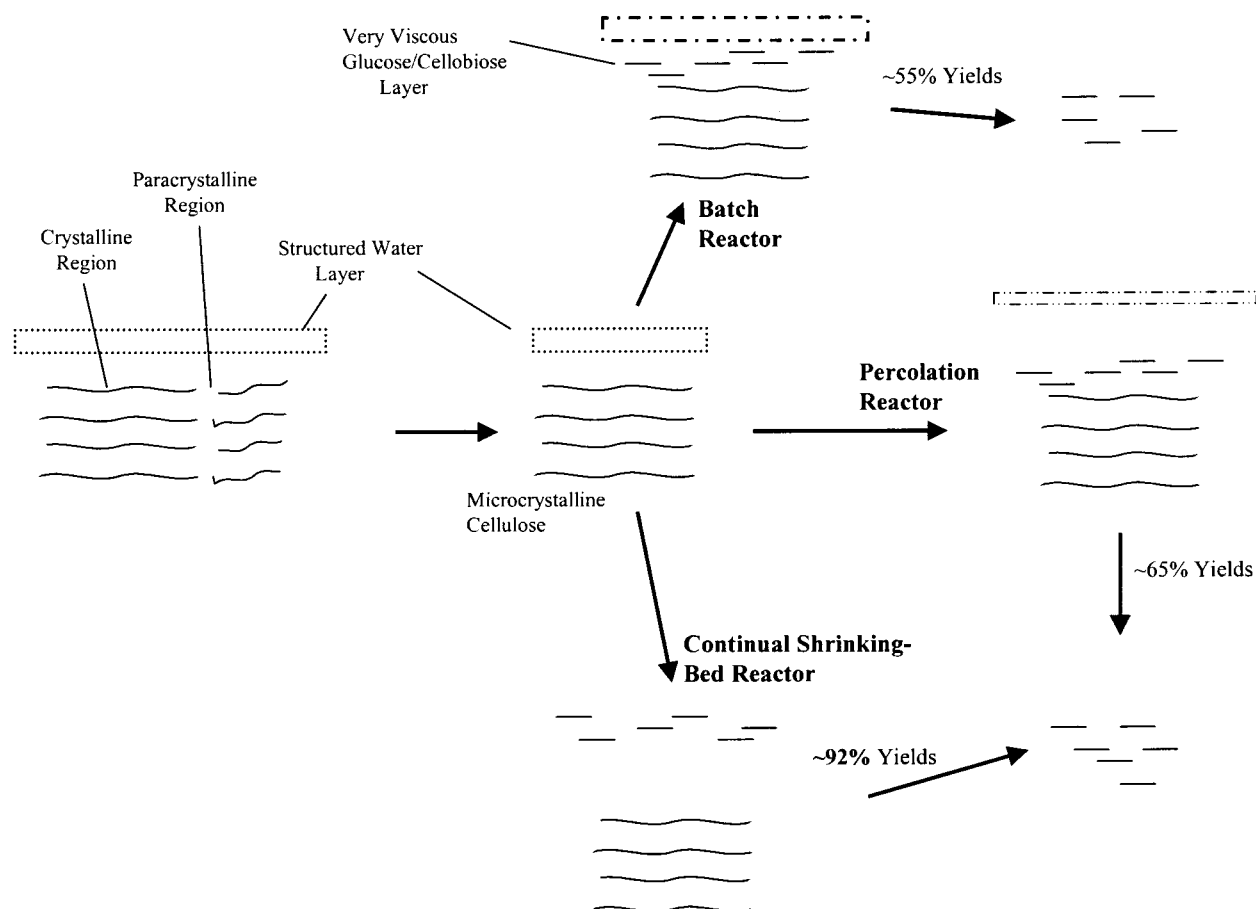 Very Viscous
Glucose/Cellobiose
Layer
~55% Yields
Paracrystalline
Region
Crystalline
Region
Structured Water
Layer
Batch
Reactor
Percolation
Reactor
Microcrystalline
Cellulose
~65% Yields
Continual Shrinking-
Bed Reactor
~92% Yields